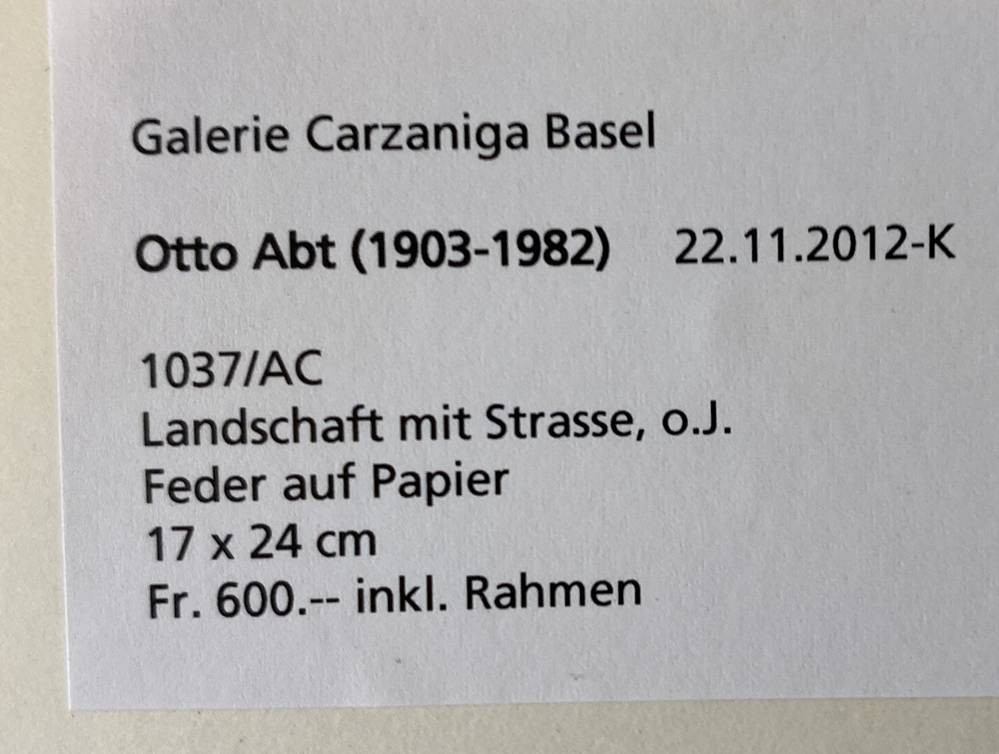 Galerie Carzaniga Basel
Otto Abt (1903-1982) 22.11.2012-K
1037/AC
Landschaft mit Strasse, o.J.
Feder auf Papier
17 x 24 cm
Fr. 600.-- inkl. Rahmen